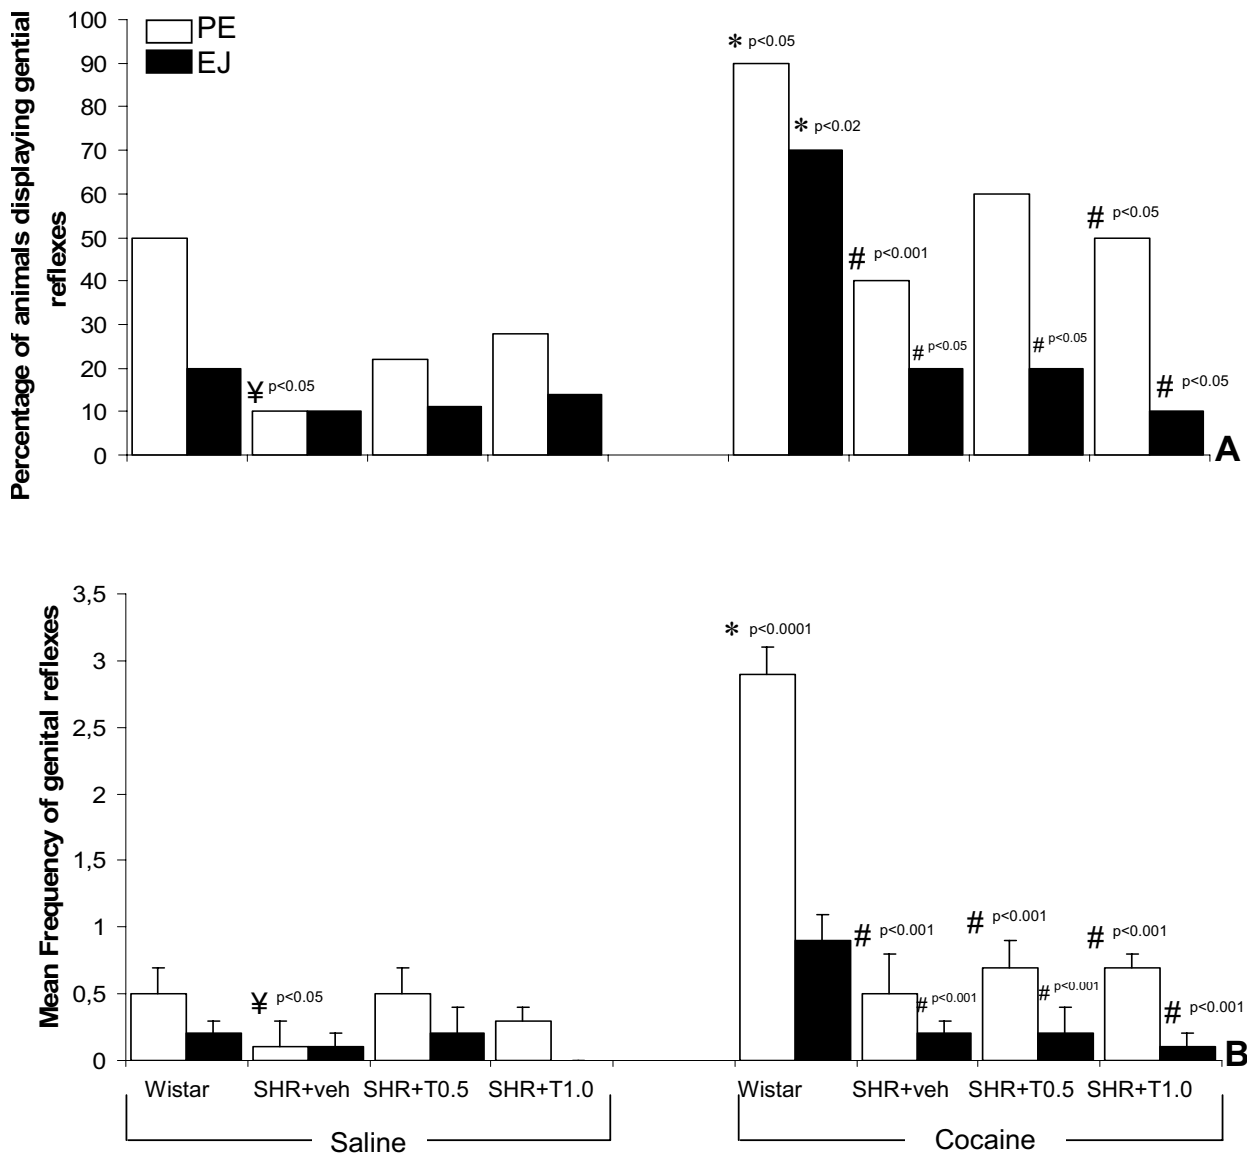 Percentage of animals displaying gential
reflexes
100
90
80
70
60
50
40
30
20
10
0
PE
EJ
¥ p<0.05
* p<0.05
* p<0.02
# p<0.001
# p<0.05
# p<0.05
# p<0.05
# p<0.05
A
Mean Frequency of genital reflexes
3,5
3
2,5
2
1,5
1
0,5
0
¥ p<0.05
* p<0.0001
# p<0.001
# p<0.001
# p<0.001
# p<0.001
# p<0.001
# p<0.001
B
Wistar SHR+veh SHR+T0.5 SHR+T1.0 Wistar SHR+veh SHR+T0.5 SHR+T1.0
Saline Cocaine